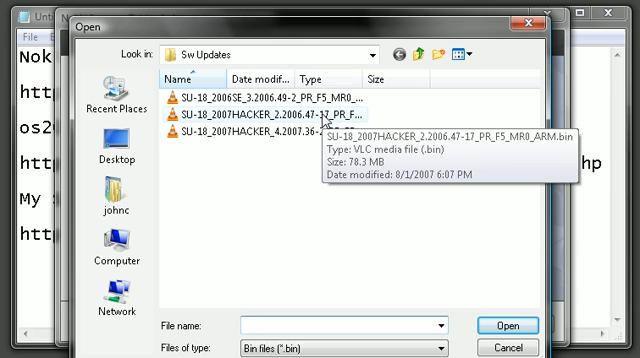 Open
Look in:
Sw Updates
Name
Date modif...
Type
Size
SU-18_2006SE_3.2006.49-2_PR_F5_MR0_...
SU-18_2007HACKER_2.2006.47-17_PR_F...
SU-18_2007HACKER_4.2007.36-
SU-18_2007HACKER_2.2006.47-17_PR_F5_MR0_ARM.bin
Type: VLC media file (.bin)
Size: 78.3 MB
Date modified: 8/1/2007 6:07 PM
Recent Places
Desktop
johnc
Computer
Network
File name:
Open
Files of type:
Bin files (*.bin)
Cancel
File
Nok
http
hp
os2
http
My s
http